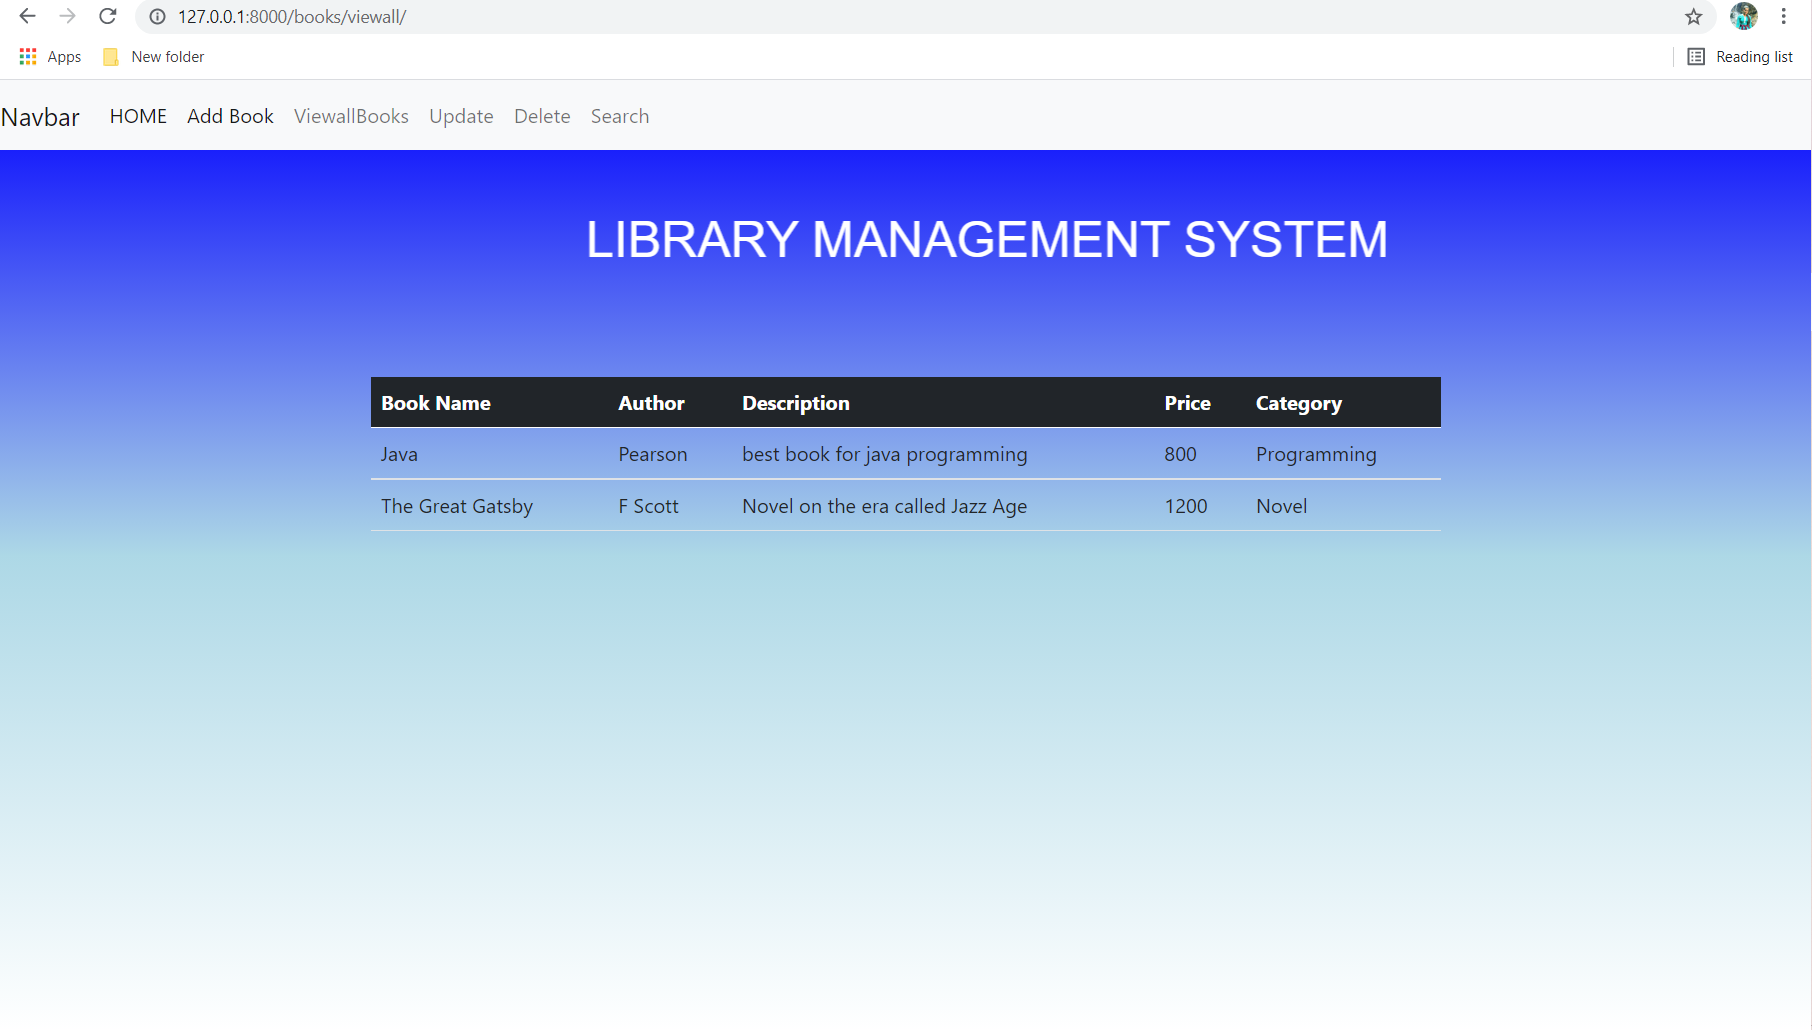 127.0.0.1:8000/books/viewall/
Apps New folder Reading list
Navbar HOME Add Book ViewallBooks Update Delete Search
LIBRARY MANAGEMENT SYSTEM
Book Name Author Description Price Category
Java Pearson best book for java programming 800 Programming
The Great Gatsby F Scott Novel on the era called Jazz Age 1200 Novel